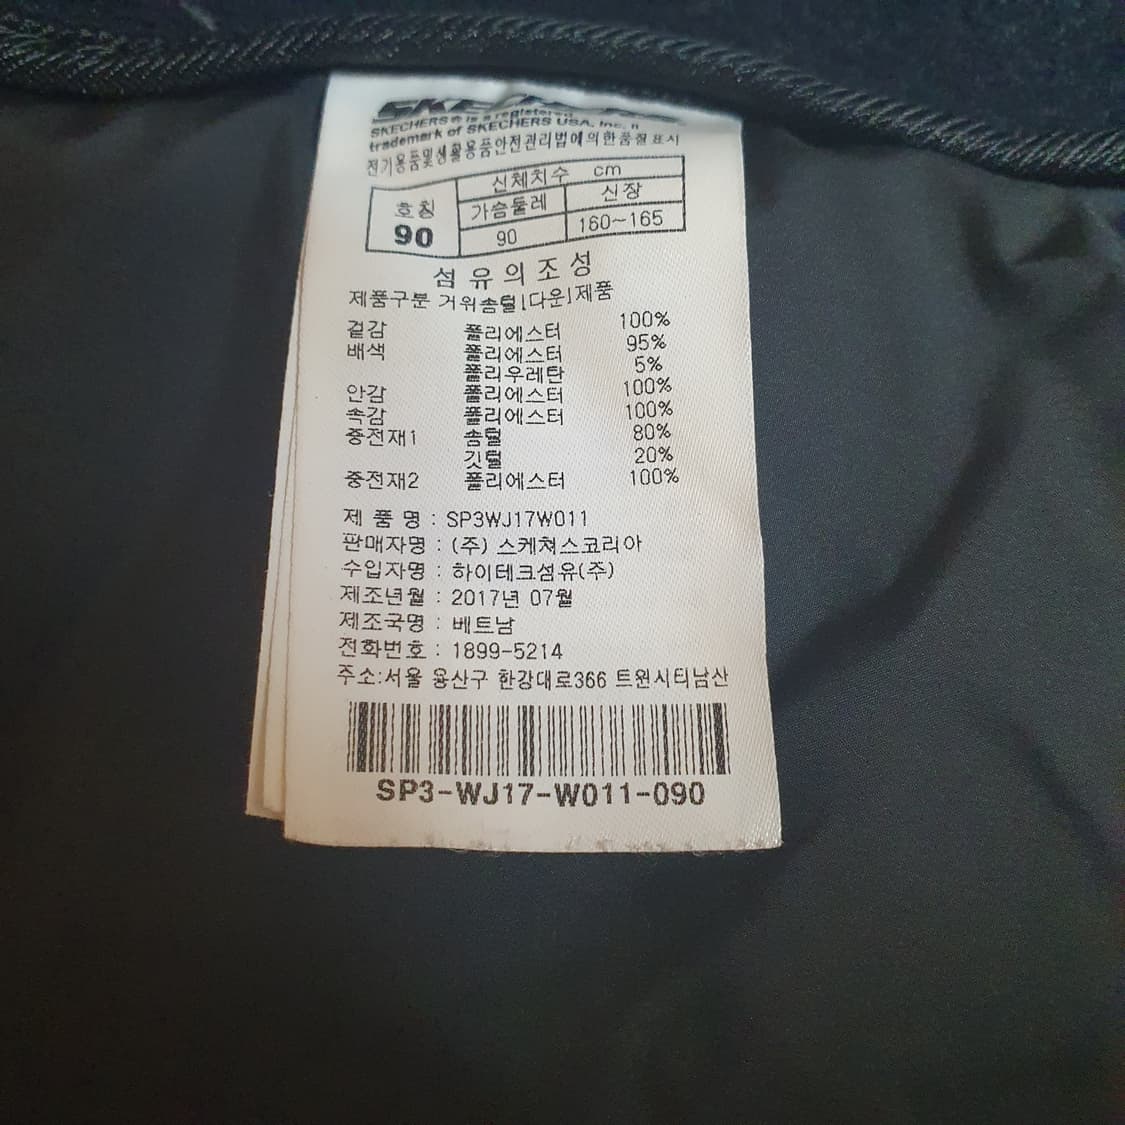 SKECHERS
SKECHERS® is a registered
trademark of SKECHERS USA, Inc. II
전기용품및생활용품안전관리법에의한품질표시
호칭 신체치수 cm
가슴둘레 신장
90 90 160~165
섬유의조성
제품구분 거위솜털[다운]제품
겉감 폴리에스터 100%
배색 폴리에스터 95%
폴리우레탄 5%
안감 폴리에스터 100%
속감 폴리에스터 100%
충전재1 솜털 80%
깃털 20%
충전재2 폴리에스터 100%
제 품 명 : SP3WJ17W011
판매자명 : (주) 스케쳐스코리아
수입자명 : 하이테크섬유(주)
제조년월 : 2017년 07월
제조국명 : 베트남
전화번호 : 1899-5214
주소:서울 용산구 한강대로366 트윈시티남산
SP3-WJ17-W011-090